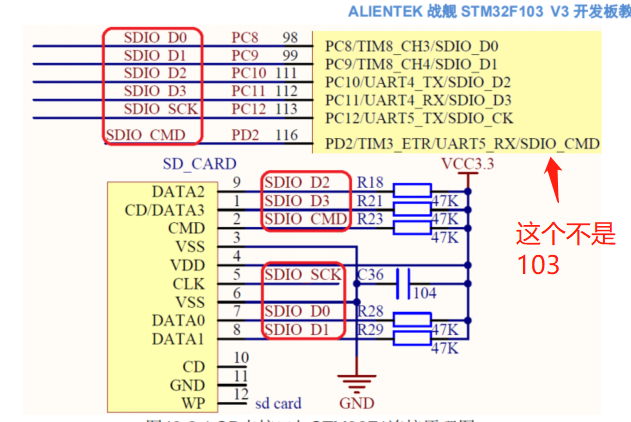 ALIENTEK 战舰 STM32F103 V3 开发板教
SDIO_D0 PC8 98 PC8/TIM8_CH3/SDIO_D0
SDIO_D1 PC9 99 PC9/TIM8_CH4/SDIO_D1
SDIO_D2 PC10 111 PC10/UART4_TX/SDIO_D2
SDIO_D3 PC11 112 PC11/UART4_RX/SDIO_D3
SDIO_SCK PC12 113 PC12/UART5_TX/SDIO_CK
SDIO_CMD PD2 116 PD2/TIM3_ETR/UART5_RX/SDIO_CMD
SD_CARD VCC3.3
DATA2 9 SDIO_D2 R18 47K
CD/DATA3 1 SDIO_D3 R21 47K
CMD 2 SDIO_CMD R23 47K
VSS 3
VDD 4
CLK 5 SDIO_SCK C36 104
VSS 6
DATA0 7 SDIO_D0 R28 47K
DATA1 8 SDIO_D1 R29 47K
CD 10
GND 11
WP 12 sd card GND
这个不是
103